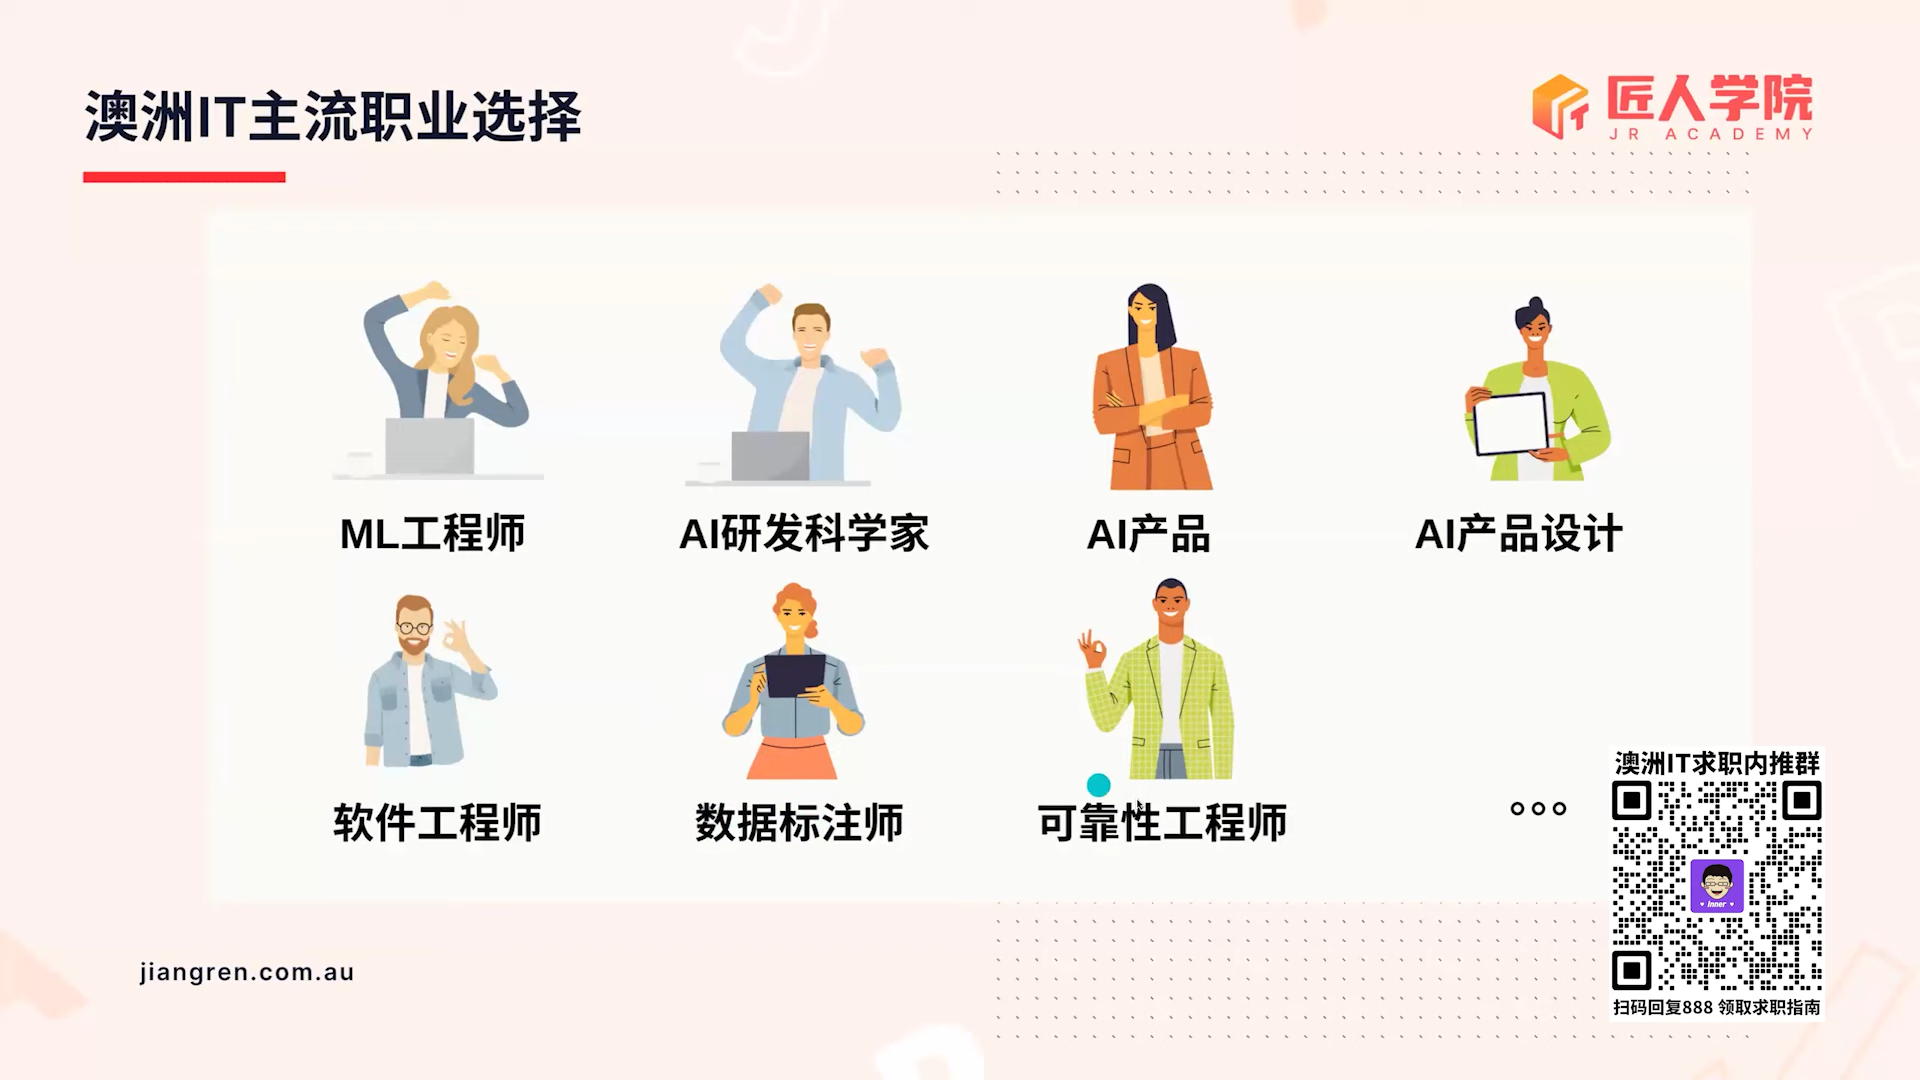 澳洲IT主流职业选择
匠人学院
JR ACADEMY
ML工程师
AI研发科学家
AI产品
AI产品设计
软件工程师
数据标注师
可靠性工程师
澳洲IT求职内推群
Inner
扫码回复888 领取求职指南
jiangren.com.au